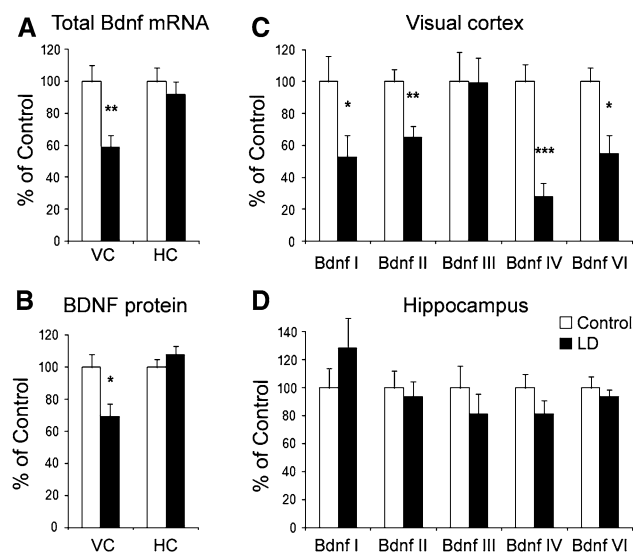 A Total Bdnf mRNA
% of Control
120
100
80
60
40
20
0
**
VC HC
B BDNF protein
% of Control
120
100
80
60
40
20
0
*
VC HC
C Visual cortex
% of Control
120
100
80
60
40
20
0
* ** *** *
Bdnf I Bdnf II Bdnf III Bdnf IV Bdnf VI
D Hippocampus
% of Control
140
120
100
80
60
40
20
0
Control
LD
Bdnf I Bdnf II Bdnf III Bdnf IV Bdnf VI